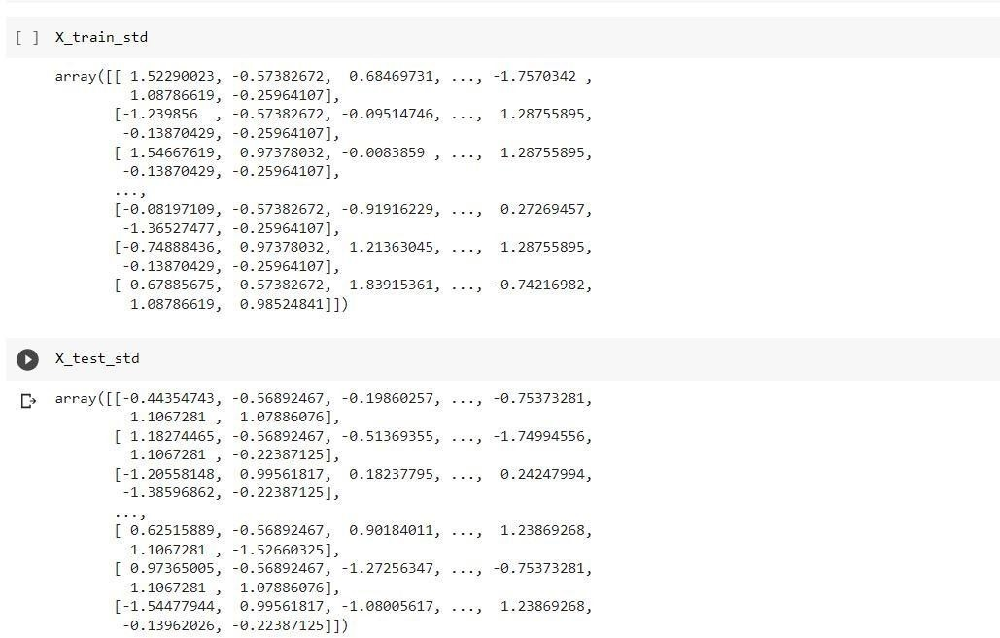 [ ] X_train_std
array([[ 1.52290023, -0.57382672,  0.68469731, ..., -1.7570342 ,
         1.08786619, -0.25964107],
       [-1.239856  , -0.57382672, -0.09514746, ...,  1.28755895,
        -0.13870429, -0.25964107],
       [ 1.54667619,  0.97378032, -0.0083859 , ...,  1.28755895,
        -0.13870429, -0.25964107],
       ...,
       [-0.08197109, -0.57382672, -0.91916229, ...,  0.27269457,
        -1.36527477, -0.25964107],
       [-0.74888436,  0.97378032,  1.21363045, ...,  1.28755895,
        -0.13870429, -0.25964107],
       [ 0.67885675, -0.57382672,  1.83915361, ..., -0.74216982,
         1.08786619,  0.98524841]])
X_test_std
array([[-0.44354743, -0.56892467, -0.19860257, ..., -0.75373281,
         1.1067281 ,  1.07886076],
       [ 1.18274465, -0.56892467, -0.51369355, ..., -1.74994556,
         1.1067281 , -0.22387125],
       [-1.20558148,  0.99561817,  0.18237795, ...,  0.24247994,
        -1.38596862, -0.22387125],
       ...,
       [ 0.62515889, -0.56892467,  0.90184011, ...,  1.23869268,
         1.1067281 , -1.52660325],
       [ 0.97365005, -0.56892467, -1.27256347, ..., -0.75373281,
         1.1067281 ,  1.07886076],
       [-1.54477944,  0.99561817, -1.08005617, ...,  1.23869268,
        -0.13962026, -0.22387125]])